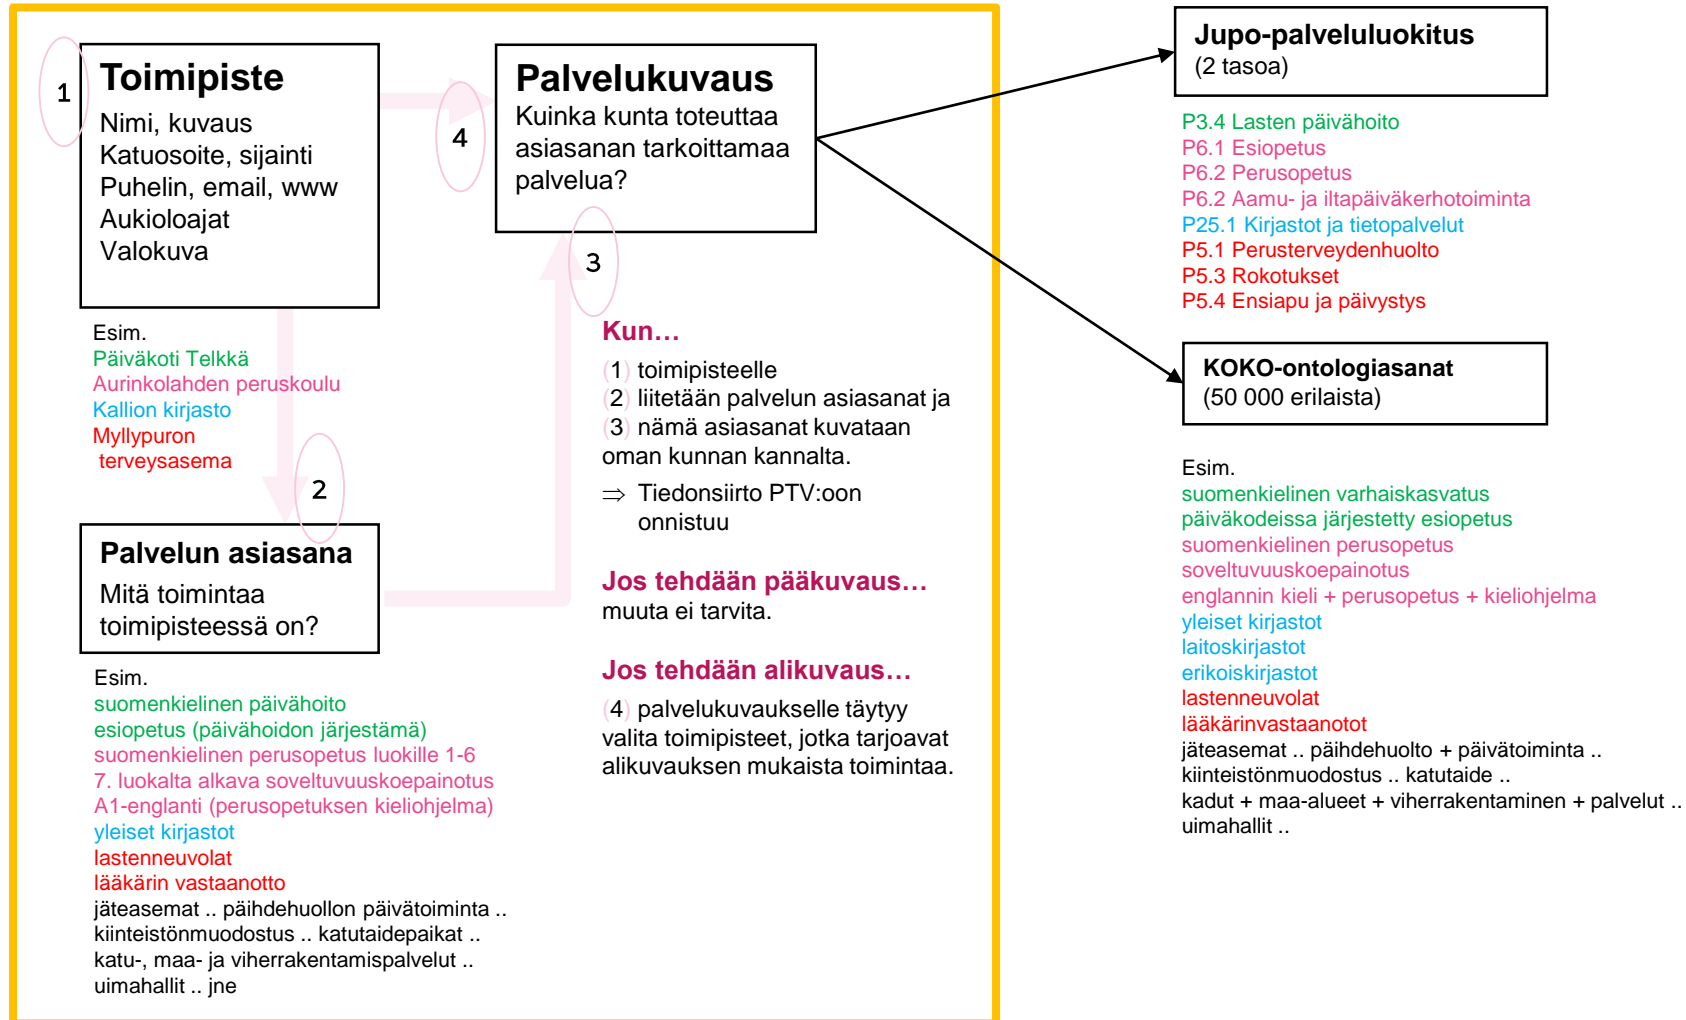 1
Toimipiste
Nimi, kuvaus
Katuosoite, sijainti
Puhelin, email, www
Aukioloajat
Valokuva
Esim.
Päiväkoti Telkkä
Aurinkolahden peruskoulu
Kallion kirjasto
Myllypuron
terveysasema
2
Palvelun asiasana
Mitä toimintaa
toimipisteessä on?
Esim.
suomenkielinen päivähoito
esiopetus (päivähoidon järjestämä)
suomenkielinen perusopetus luokille 1-6
7. luokalta alkava soveltuvuuskoepainotus
A1-englanti (perusopetuksen kieliohjelma)
yleiset kirjastot
lastenneuvolat
lääkärin vastaanotto
jäteasemat .. päihdehuollon päivätoiminta ..
kiinteistönmuodostus .. katutaidepaikat ..
katu-, maa- ja viherrakentamispalvelut ..
uimahallit .. jne
4
Palvelukuvaus
Kuinka kunta toteuttaa
asiasanan tarkoittamaa
palvelua?
3
Kun…
(1) toimipisteelle
(2) liitetään palvelun asiasanat ja
(3) nämä asiasanat kuvataan
oman kunnan kannalta.
⇒ Tiedonsiirto PTV:oon
onnistuu
Jos tehdään pääkuvaus…
muuta ei tarvita.
Jos tehdään alikuvaus…
(4) palvelukuvaukselle täytyy
valita toimipisteet, jotka tarjoavat
alikuvauksen mukaista toimintaa.
Jupo-palveluluokitus
(2 tasoa)
P3.4 Lasten päivähoito
P6.1 Esiopetus
P6.2 Perusopetus
P6.2 Aamu- ja iltapäiväkerhotoiminta
P25.1 Kirjastot ja tietopalvelut
P5.1 Perusterveydenhuolto
P5.3 Rokotukset
P5.4 Ensiapu ja päivystys
KOKO-ontologiasanat
(50 000 erilaista)
Esim.
suomenkielinen varhaiskasvatus
päiväkodeissa järjestetty esiopetus
suomenkielinen perusopetus
soveltuvuuskoepainotus
englannin kieli + perusopetus + kieliohjelma
yleiset kirjastot
laitoskirjastot
erikoiskirjastot
lastenneuvolat
lääkärinvastaanotot
jäteasemat .. päihdehuolto + päivätoiminta ..
kiinteistönmuodostus .. katutaide ..
kadut + maa-alueet + viherrakentaminen + palvelut ..
uimahallit ..